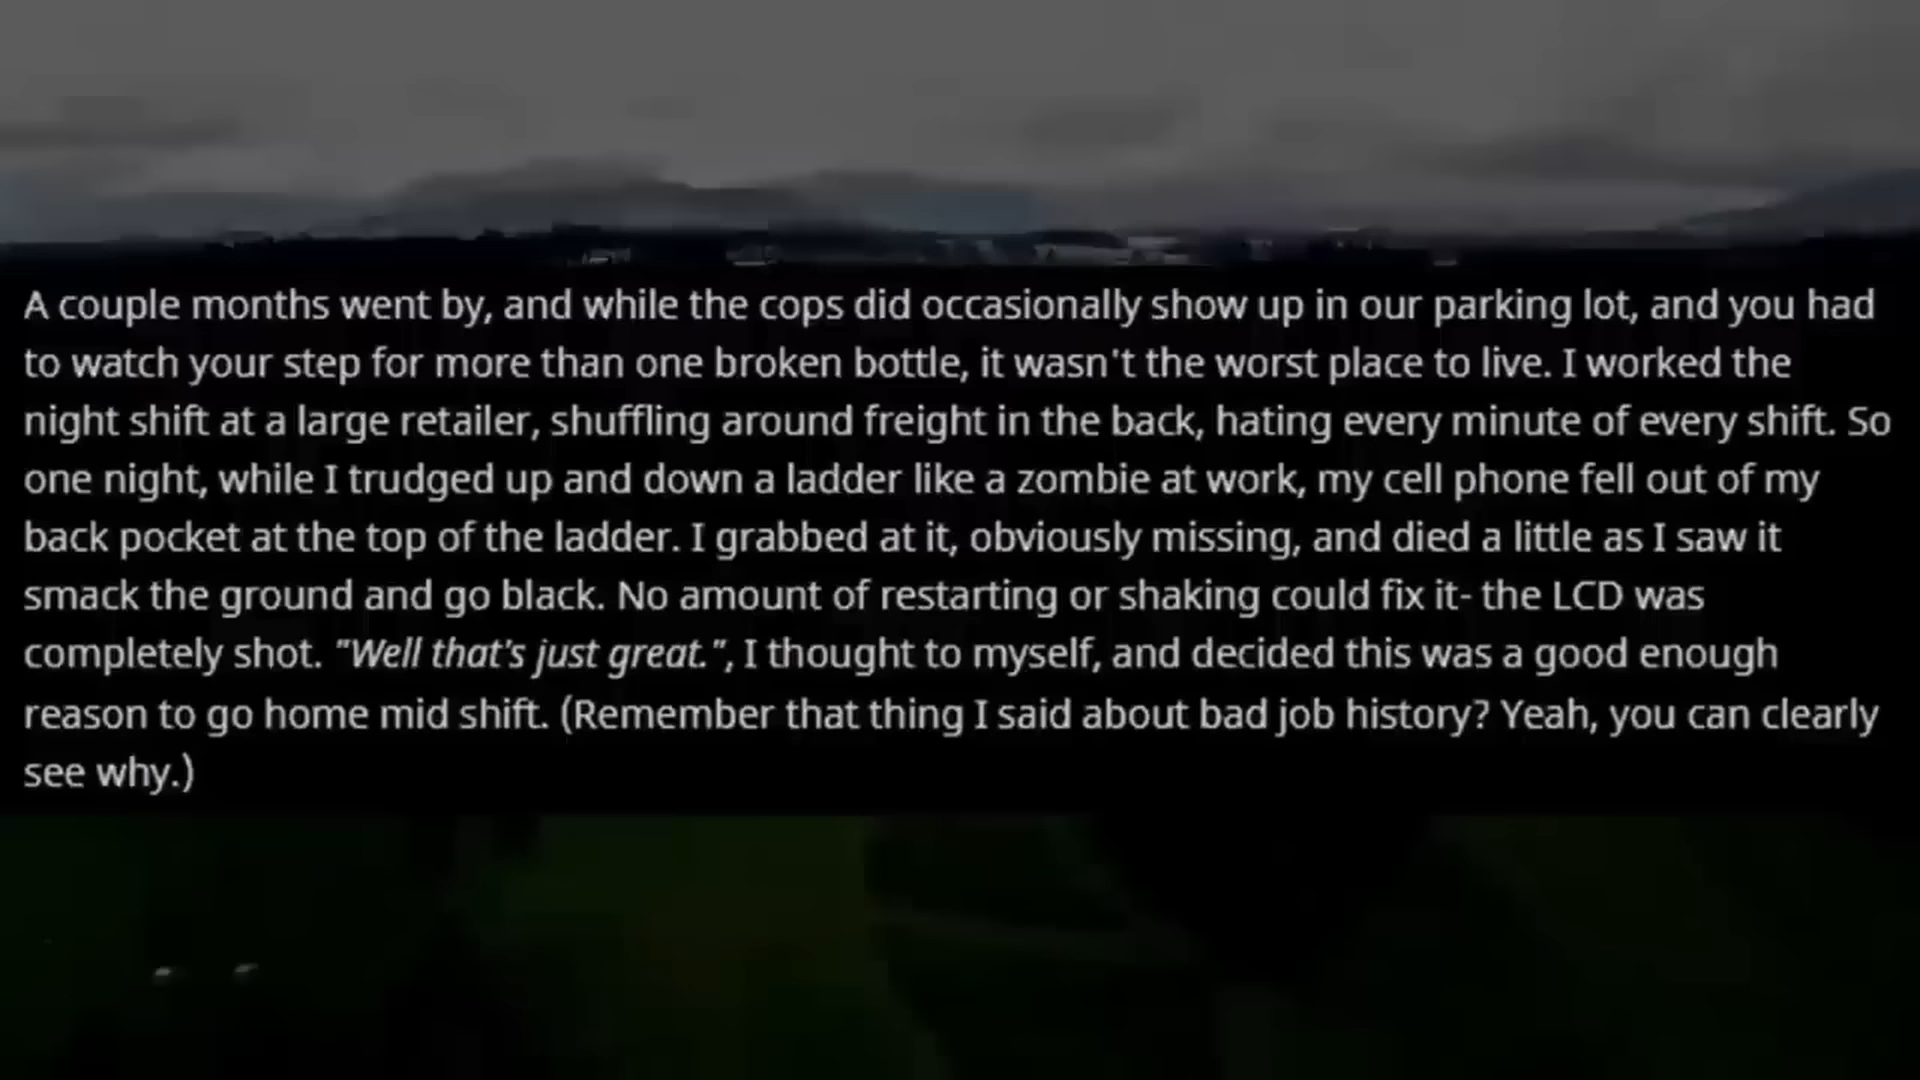 A couple months went by, and while the cops did occasionally show up in our parking lot, and you had
to watch your step for more than one broken bottle, it wasn't the worst place to live. I worked the
night shift at a large retailer, shuffling around freight in the back, hating every minute of every shift. So
one night, while I trudged up and down a ladder like a zombie at work, my cell phone fell out of my
back pocket at the top of the ladder. I grabbed at it, obviously missing, and died a little as I saw it
smack the ground and go black. No amount of restarting or shaking could fix it- the LCD was
completely shot. "Well that's just great.", I thought to myself, and decided this was a good enough
reason to go home mid shift. (Remember that thing I said about bad job history? Yeah, you can clearly
see why.)